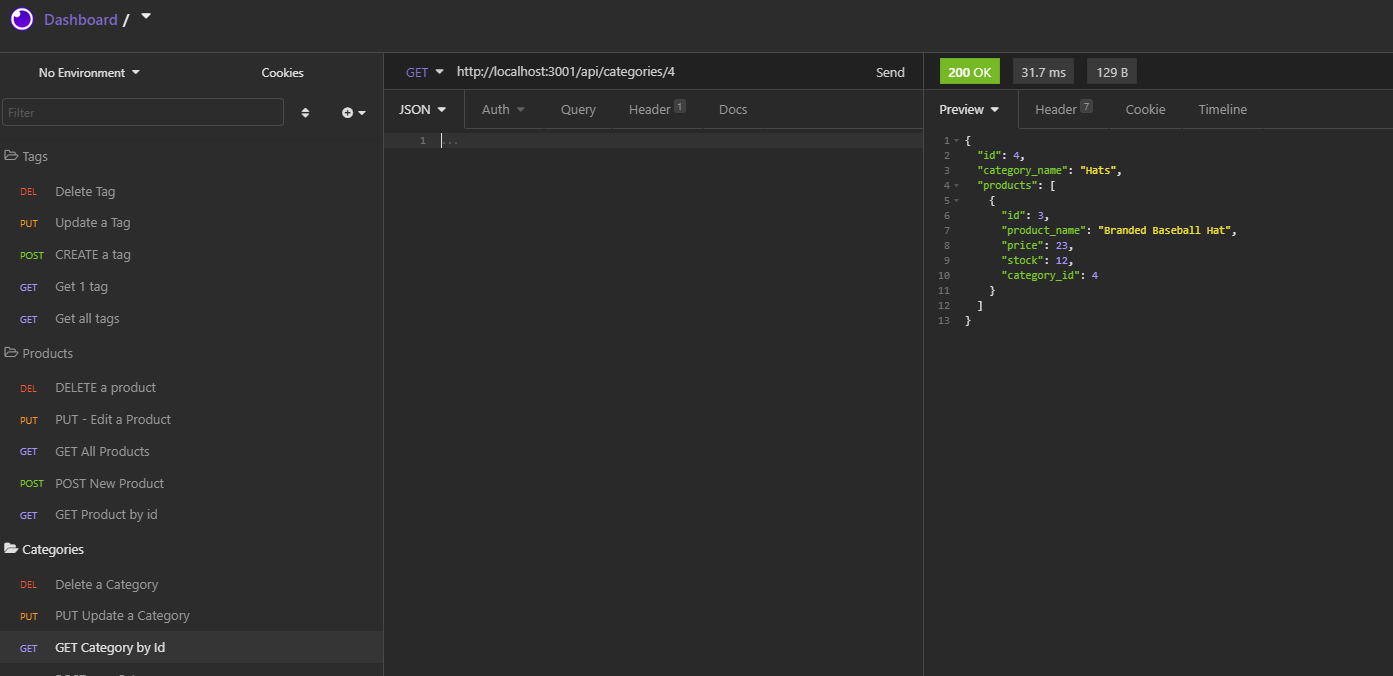 Dashboard /
No Environment
Cookies
Filter
Tags
DEL Delete Tag
PUT Update a Tag
POST CREATE a tag
GET Get 1 tag
GET Get all tags
Products
DEL DELETE a product
PUT PUT - Edit a Product
GET GET All Products
POST POST New Product
GET GET Product by id
Categories
DEL Delete a Category
PUT PUT Update a Category
GET GET Category by Id
GET http://localhost:3001/api/categories/4 Send
JSON Auth Query Header 1 Docs
1 ...
200 OK 31.7 ms 129 B
Preview Header 7 Cookie Timeline
1 {
2 "id": 4,
3 "category_name": "Hats",
4 "products": [
5 {
6 "id": 3,
7 "product_name": "Branded Baseball Hat",
8 "price": 23,
9 "stock": 12,
10 "category_id": 4
11 }
12 ]
13 }